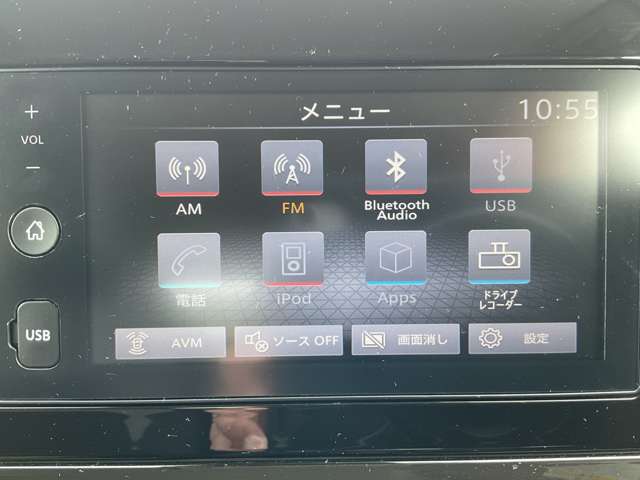 メニュー
10:55
+
VOL
−
AM
FM
Bluetooth
Audio
USB
電話
iPod
Apps
ドライブ
レコーダー
USB
AVM
ソース OFF
画面消し
設定